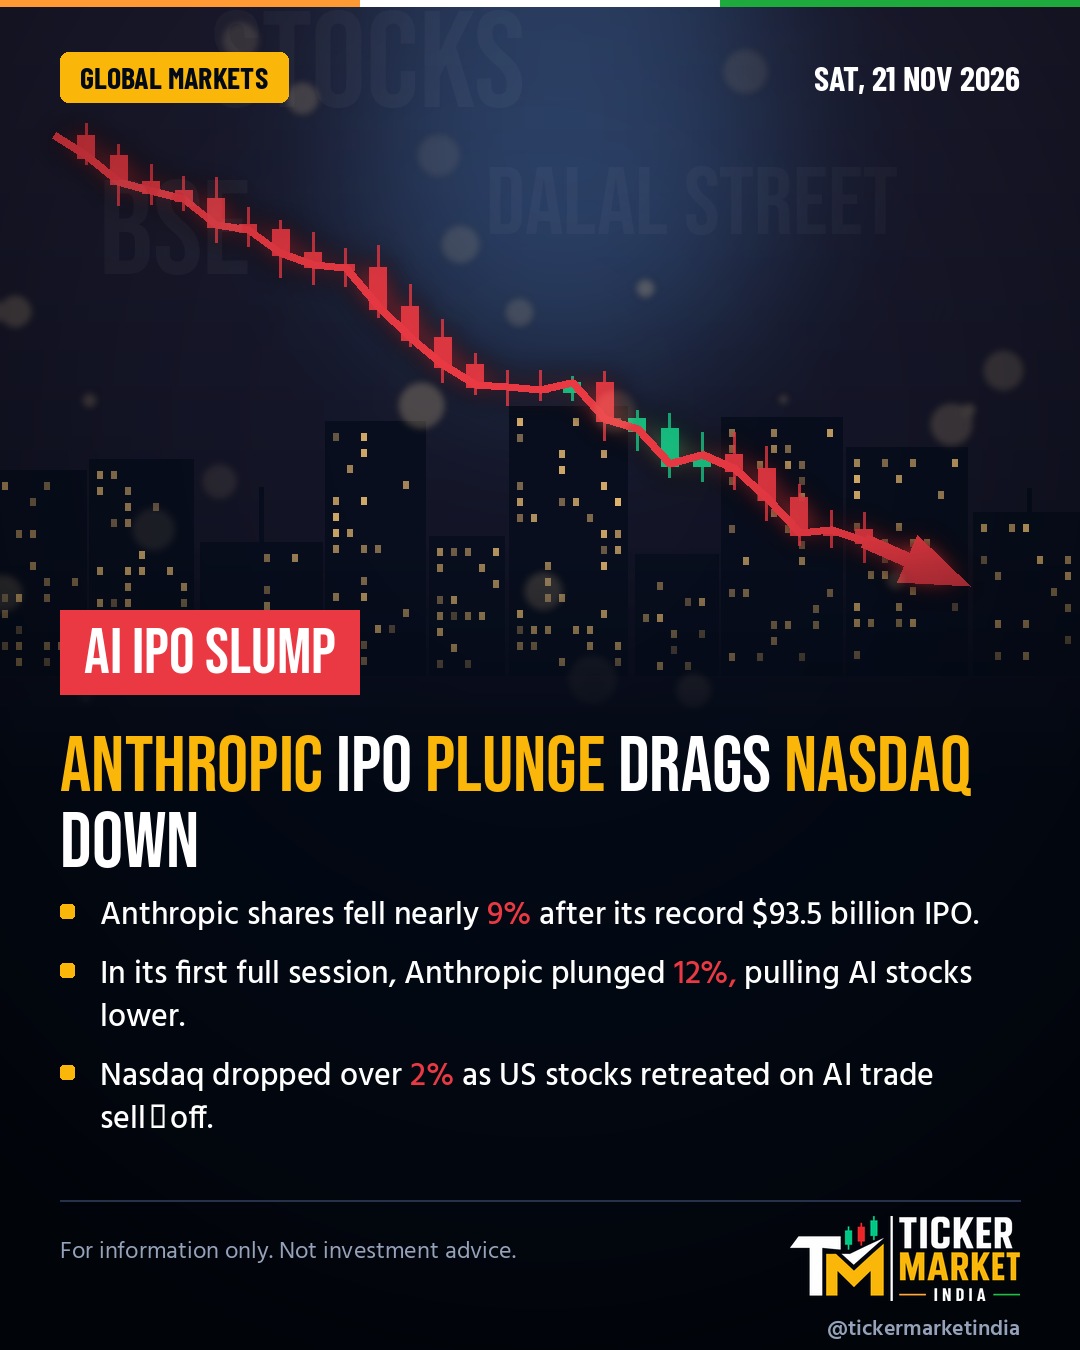 STOCKS
GLOBAL MARKETS
SAT, 21 NOV 2026
BSE
DALAL STREET
AI IPO SLUMP
ANTHROPIC IPO PLUNGE DRAGS NASDAQ
DOWN
Anthropic shares fell nearly 9% after its record $93.5 billion IPO.
In its first full session, Anthropic plunged 12%, pulling AI stocks
lower.
Nasdaq dropped over 2% as US stocks retreated on AI trade
sell▯off.
For information only. Not investment advice.
TM
TICKER
MARKET
INDIA
@tickermarketindia